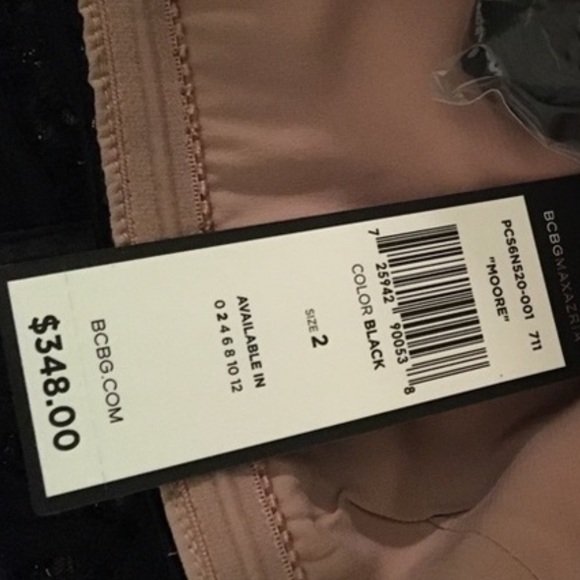 BCBGMAXAZRIA
PCS6N520-001 711
"MOORE"
7 25942 90053 8
COLOR BLACK
SIZE 2
AVAILABLE IN
0 2 4 6 8 10 12
BCBG.COM
$348.00